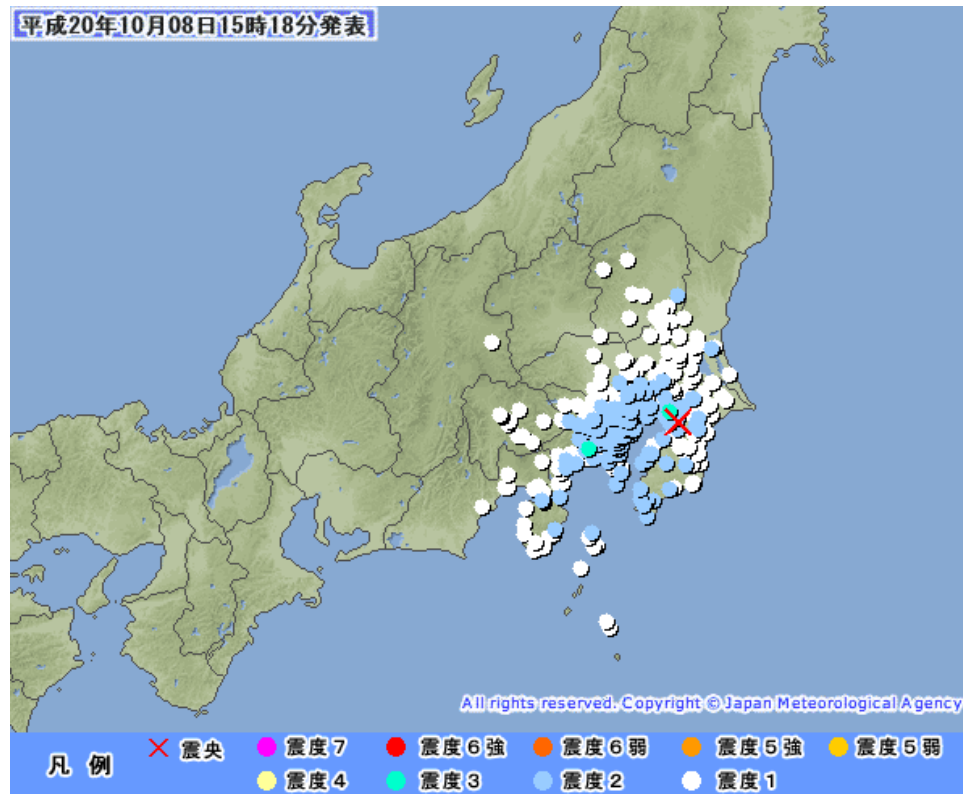 平成20年10月08日15時18分発表
All rights reserved. Copyright © Japan Meteorological Agency
凡 例 震央 震度7 震度6強 震度6弱 震度5強 震度5弱
震度4 震度3 震度2 震度1